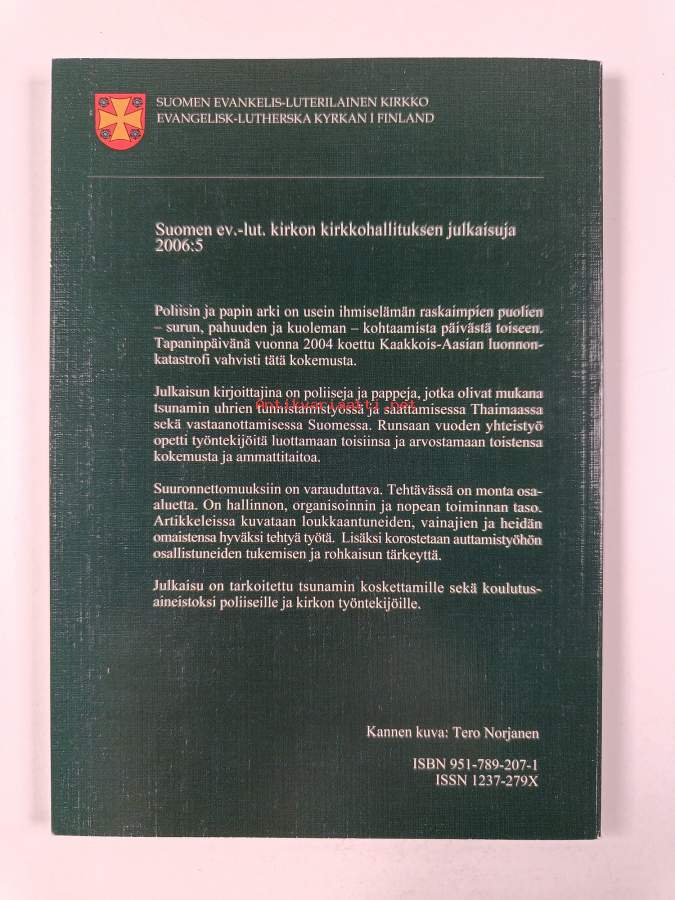 SUOMEN EVANKELIS-LUTERILAINEN KIRKKO
EVANGELISK-LUTHERSKA KYRKAN I FINLAND
Suomen ev.-lut. kirkon kirkkohallituksen julkaisuja
2006:5
Poliisin ja papin arki on usein ihmiselämän raskaimpien puolien
– surun, pahuuden ja kuoleman – kohtaamista päivästä toiseen.
Tapaninpäivänä vuonna 2004 koettu Kaakkois-Aasian luonnon-
katastrofi vahvisti tätä kokemusta.
Julkaisun kirjoittajina on poliiseja ja pappeja, jotka olivat mukana
Antikvariaatti.net
tsunamin uhrien tunnistamistyössä ja saattamisessa Thaimaassa
sekä vastaanottamisessa Suomessa. Runsaan vuoden yhteistyö
opetti työntekijöitä luottamaan toisiinsa ja arvostamaan toistensa
kokemusta ja ammattitaitoa.
Suuronnettomuuksiin on varauduttava. Tehtävässä on monta osa-
aluetta. On hallinnon, organisoinnin ja nopean toiminnan taso.
Artikkeleissa kuvataan loukkaantuneiden, vainajien ja heidän
omaistensa hyväksi tehtyä työtä. Lisäksi korostetaan auttamistyöhön
osallistuneiden tukemisen ja rohkaisun tärkeyttä.
Julkaisu on tarkoitettu tsunamin koskettamille sekä koulutus-
aineistoksi poliiseille ja kirkon työntekijöille.
Kannen kuva: Tero Norjanen
ISBN 951-789-207-1
ISSN 1237-279X